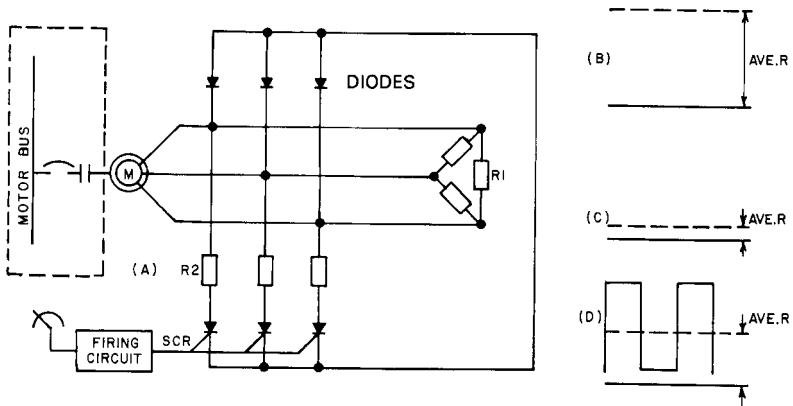 (B)
AVE.R
DIODES
MOTOR BUS
M
R1
(C)
AVE.R
(A)
R2
(D)
AVE.R
FIRING
CIRCUIT
SCR